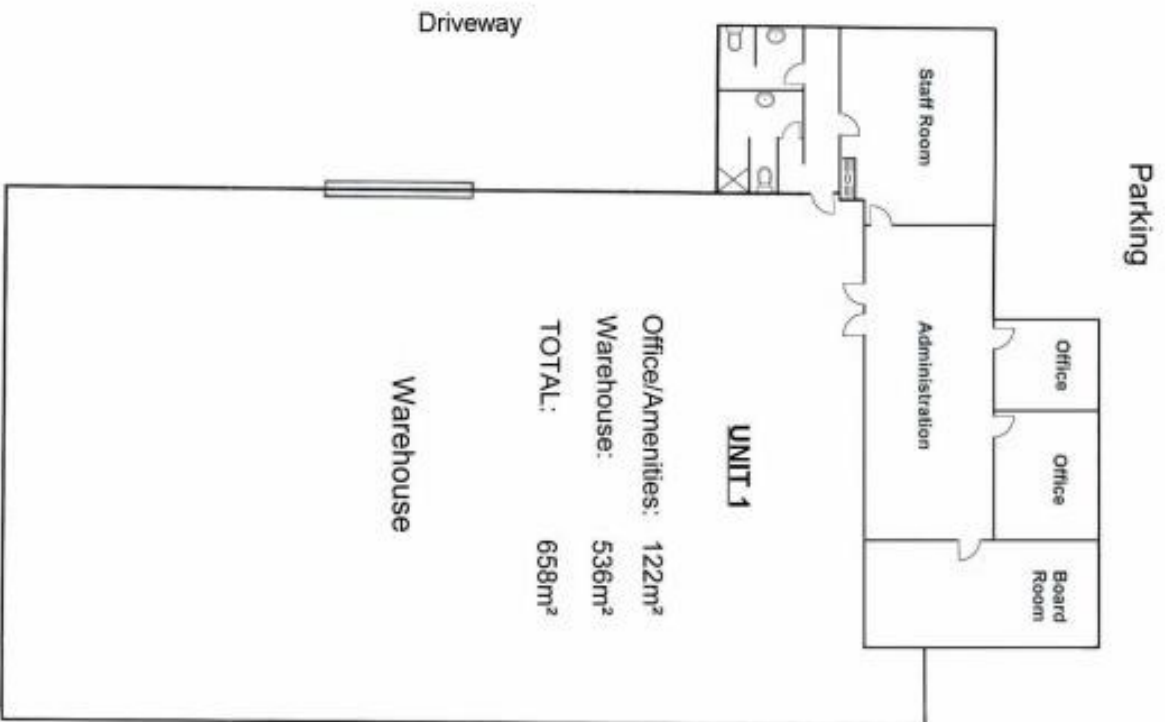 Driveway
Parking
Staff Room
Administration
Office
Office
Board
Room
UNIT 1
Office/Amenities: 122m²
Warehouse: 536m²
TOTAL: 658m²
Warehouse